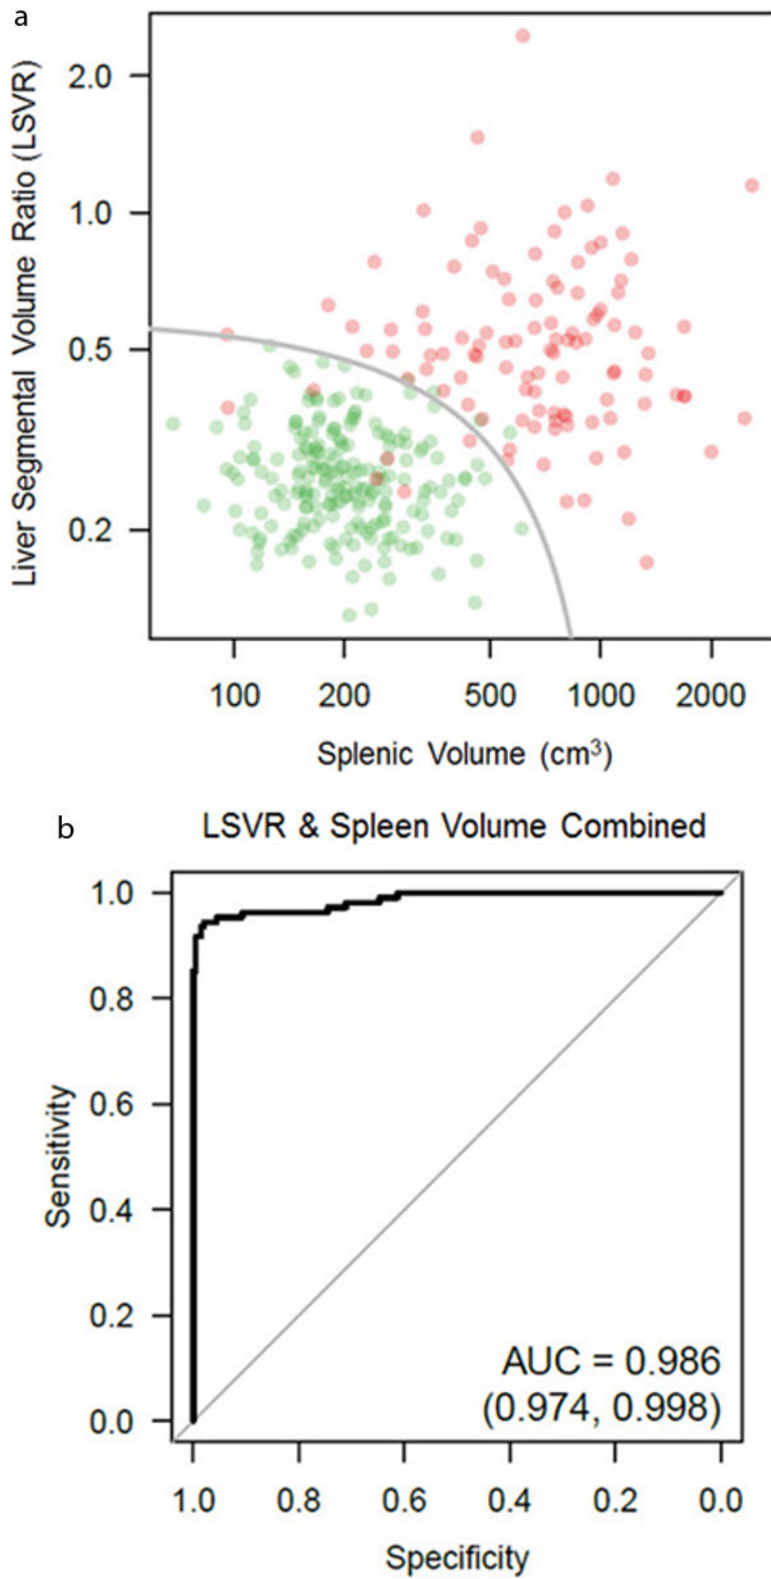 a
Liver Segmental Volume Ratio (LSVR)
2.0
1.0
0.5
0.2
100 200 500 1000 2000
Splenic Volume (cm³)
b
LSVR & Spleen Volume Combined
Sensitivity
1.0
0.8
0.6
0.4
0.2
0.0
AUC = 0.986
(0.974, 0.998)
1.0 0.8 0.6 0.4 0.2 0.0
Specificity